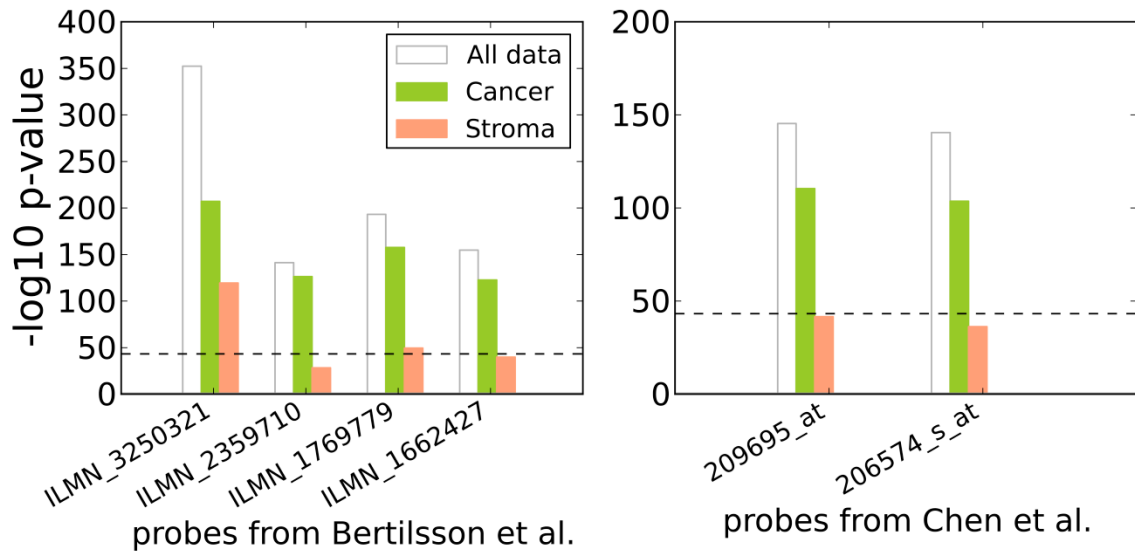 -log10 p-value
400
350
300
250
200
150
100
50
0
All data
Cancer
Stroma
ILMN_3250321
ILMN_2359710
ILMN_1769779
ILMN_1662427
probes from Bertilsson et al.
200
150
100
50
0
209695_at
206574_s_at
probes from Chen et al.